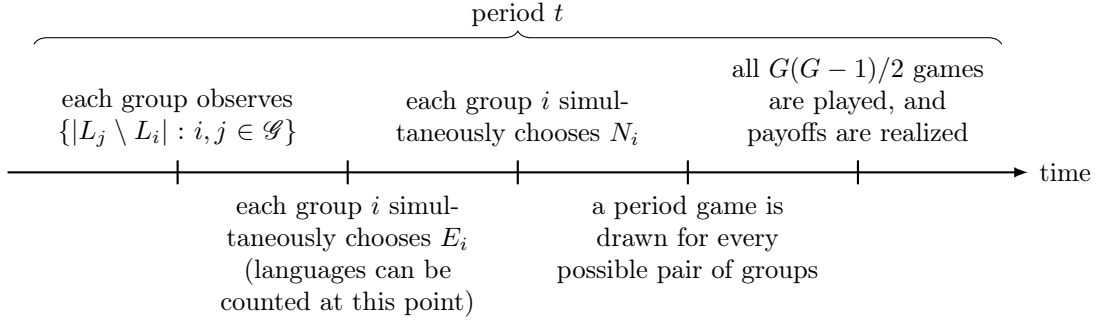 period t
each group observes
{|L_j \ L_i| : i, j ∈ 𝒢}
each group i simul-
taneously chooses N_i
all G(G − 1)/2 games
are played, and
payoffs are realized
time
each group i simul-
taneously chooses E_i
(languages can be
counted at this point)
a period game is
drawn for every
possible pair of groups